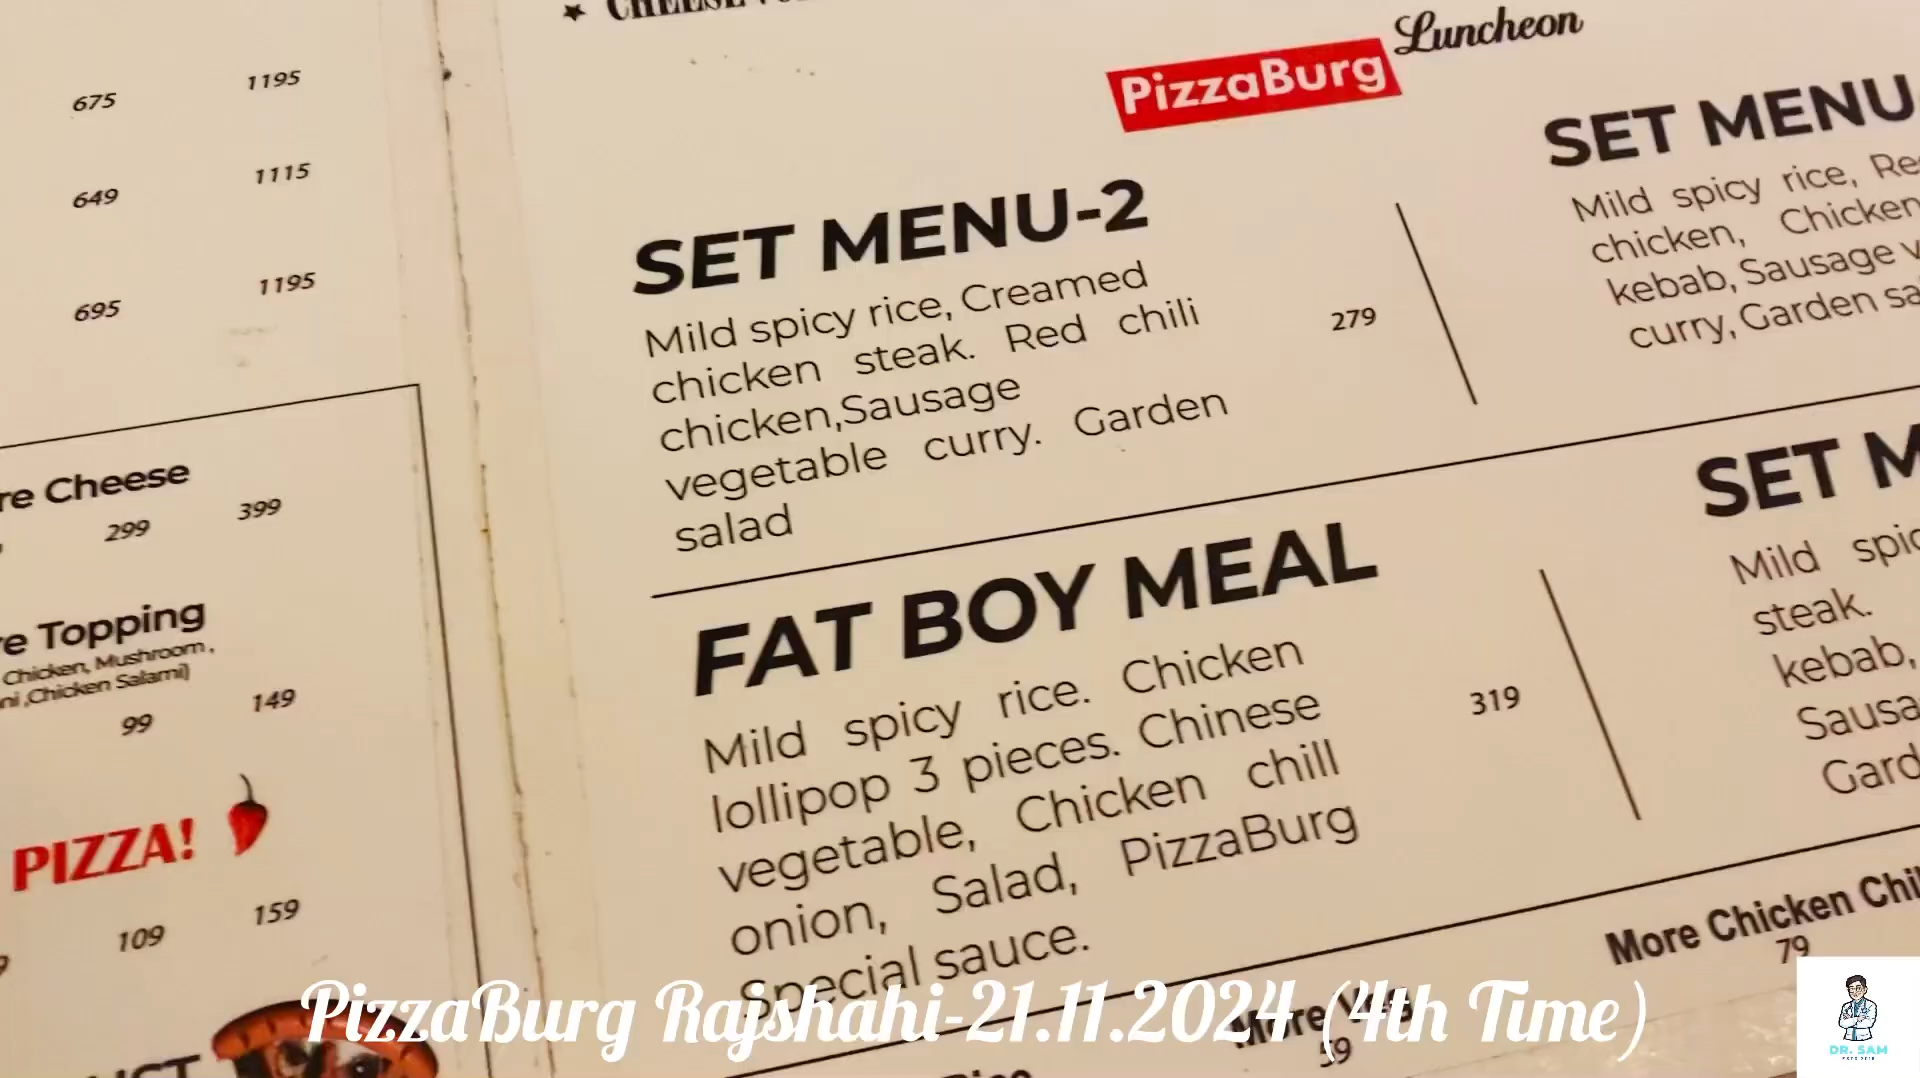 675 1195
649 1115
695 1195
Cheese
299 399
Topping
Chicken, Mushroom,
,Chicken Salami)
99 149
PIZZA!
109 159
PizzaBurg Luncheon
SET MENU-2
Mild spicy rice, Creamed
chicken steak. Red chili
chicken,Sausage
vegetable curry. Garden
salad
279
SET MENU
Mild spicy rice,
chicken, Chicken
kebab, Sausage
curry, Garden
FAT BOY MEAL
Mild spicy rice. Chicken
lollipop 3 pieces. Chinese
vegetable, Chicken chill
onion, Salad, PizzaBurg
Special sauce.
319
SET
Mild
steak.
kebab,
More Chicken
79
More
59
PizzaBurg Rajshahi-21.11.2024 (4th Time)
DR. SAM